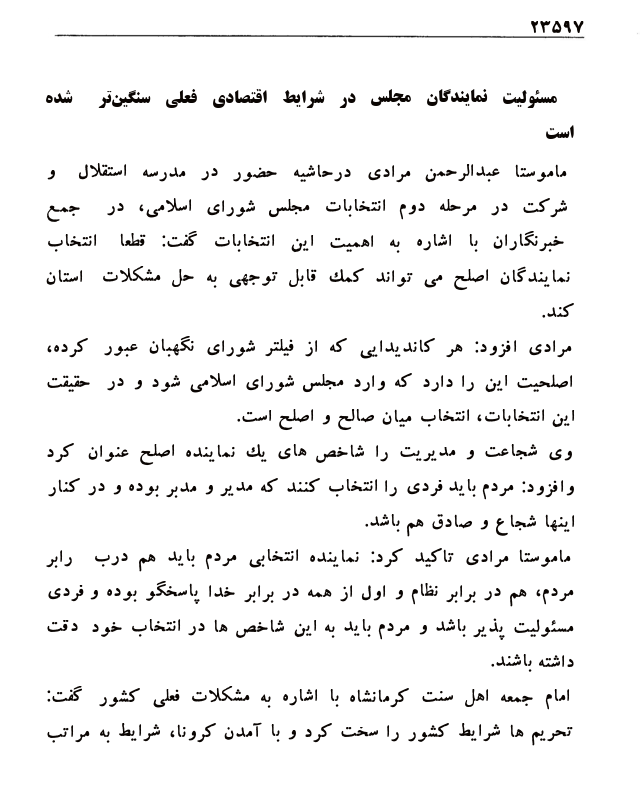 ۲۳۵۹۷
مسئولیت نمایندگان مجلس در شرایط اقتصادی فعلی سنگین‌تر شده
است
ماموستا عبدالرحمن مرادی درحاشیه حضور در مدرسه استقلال و
شرکت در مرحله دوم انتخابات مجلس شورای اسلامی، در جمع
خبرنگاران با اشاره به اهمیت این انتخابات گفت: قطعا انتخاب
نمایندگان اصلح می تواند کمك قابل توجهی به حل مشکلات استان
کند.
مرادی افزود: هر کاندیدایی که از فیلتر شورای نگهبان عبور کرده،
اصلحیت این را دارد که وارد مجلس شورای اسلامی شود و در حقیقت
این انتخابات، انتخاب میان صالح و اصلح است.
وی شجاعت و مدیریت را شاخص های یك نماینده اصلح عنوان کرد
وافزود: مردم باید فردی را انتخاب کنند که مدیر و مدبر بوده و در کنار
اینها شجاع و صادق هم باشد.
ماموستا مرادی تاکید کرد: نماینده انتخابی مردم باید هم درب رابر
مردم، هم در برابر نظام و اول از همه در برابر خدا پاسخگو بوده و فردی
مسئولیت پذیر باشد و مردم باید به این شاخص ها در انتخاب خود دقت
داشته باشند.
امام جمعه اهل سنت کرمانشاه با اشاره به مشکلات فعلی کشور گفت:
تحریم ها شرایط کشور را سخت کرد و با آمدن کرونا، شرایط به مراتب